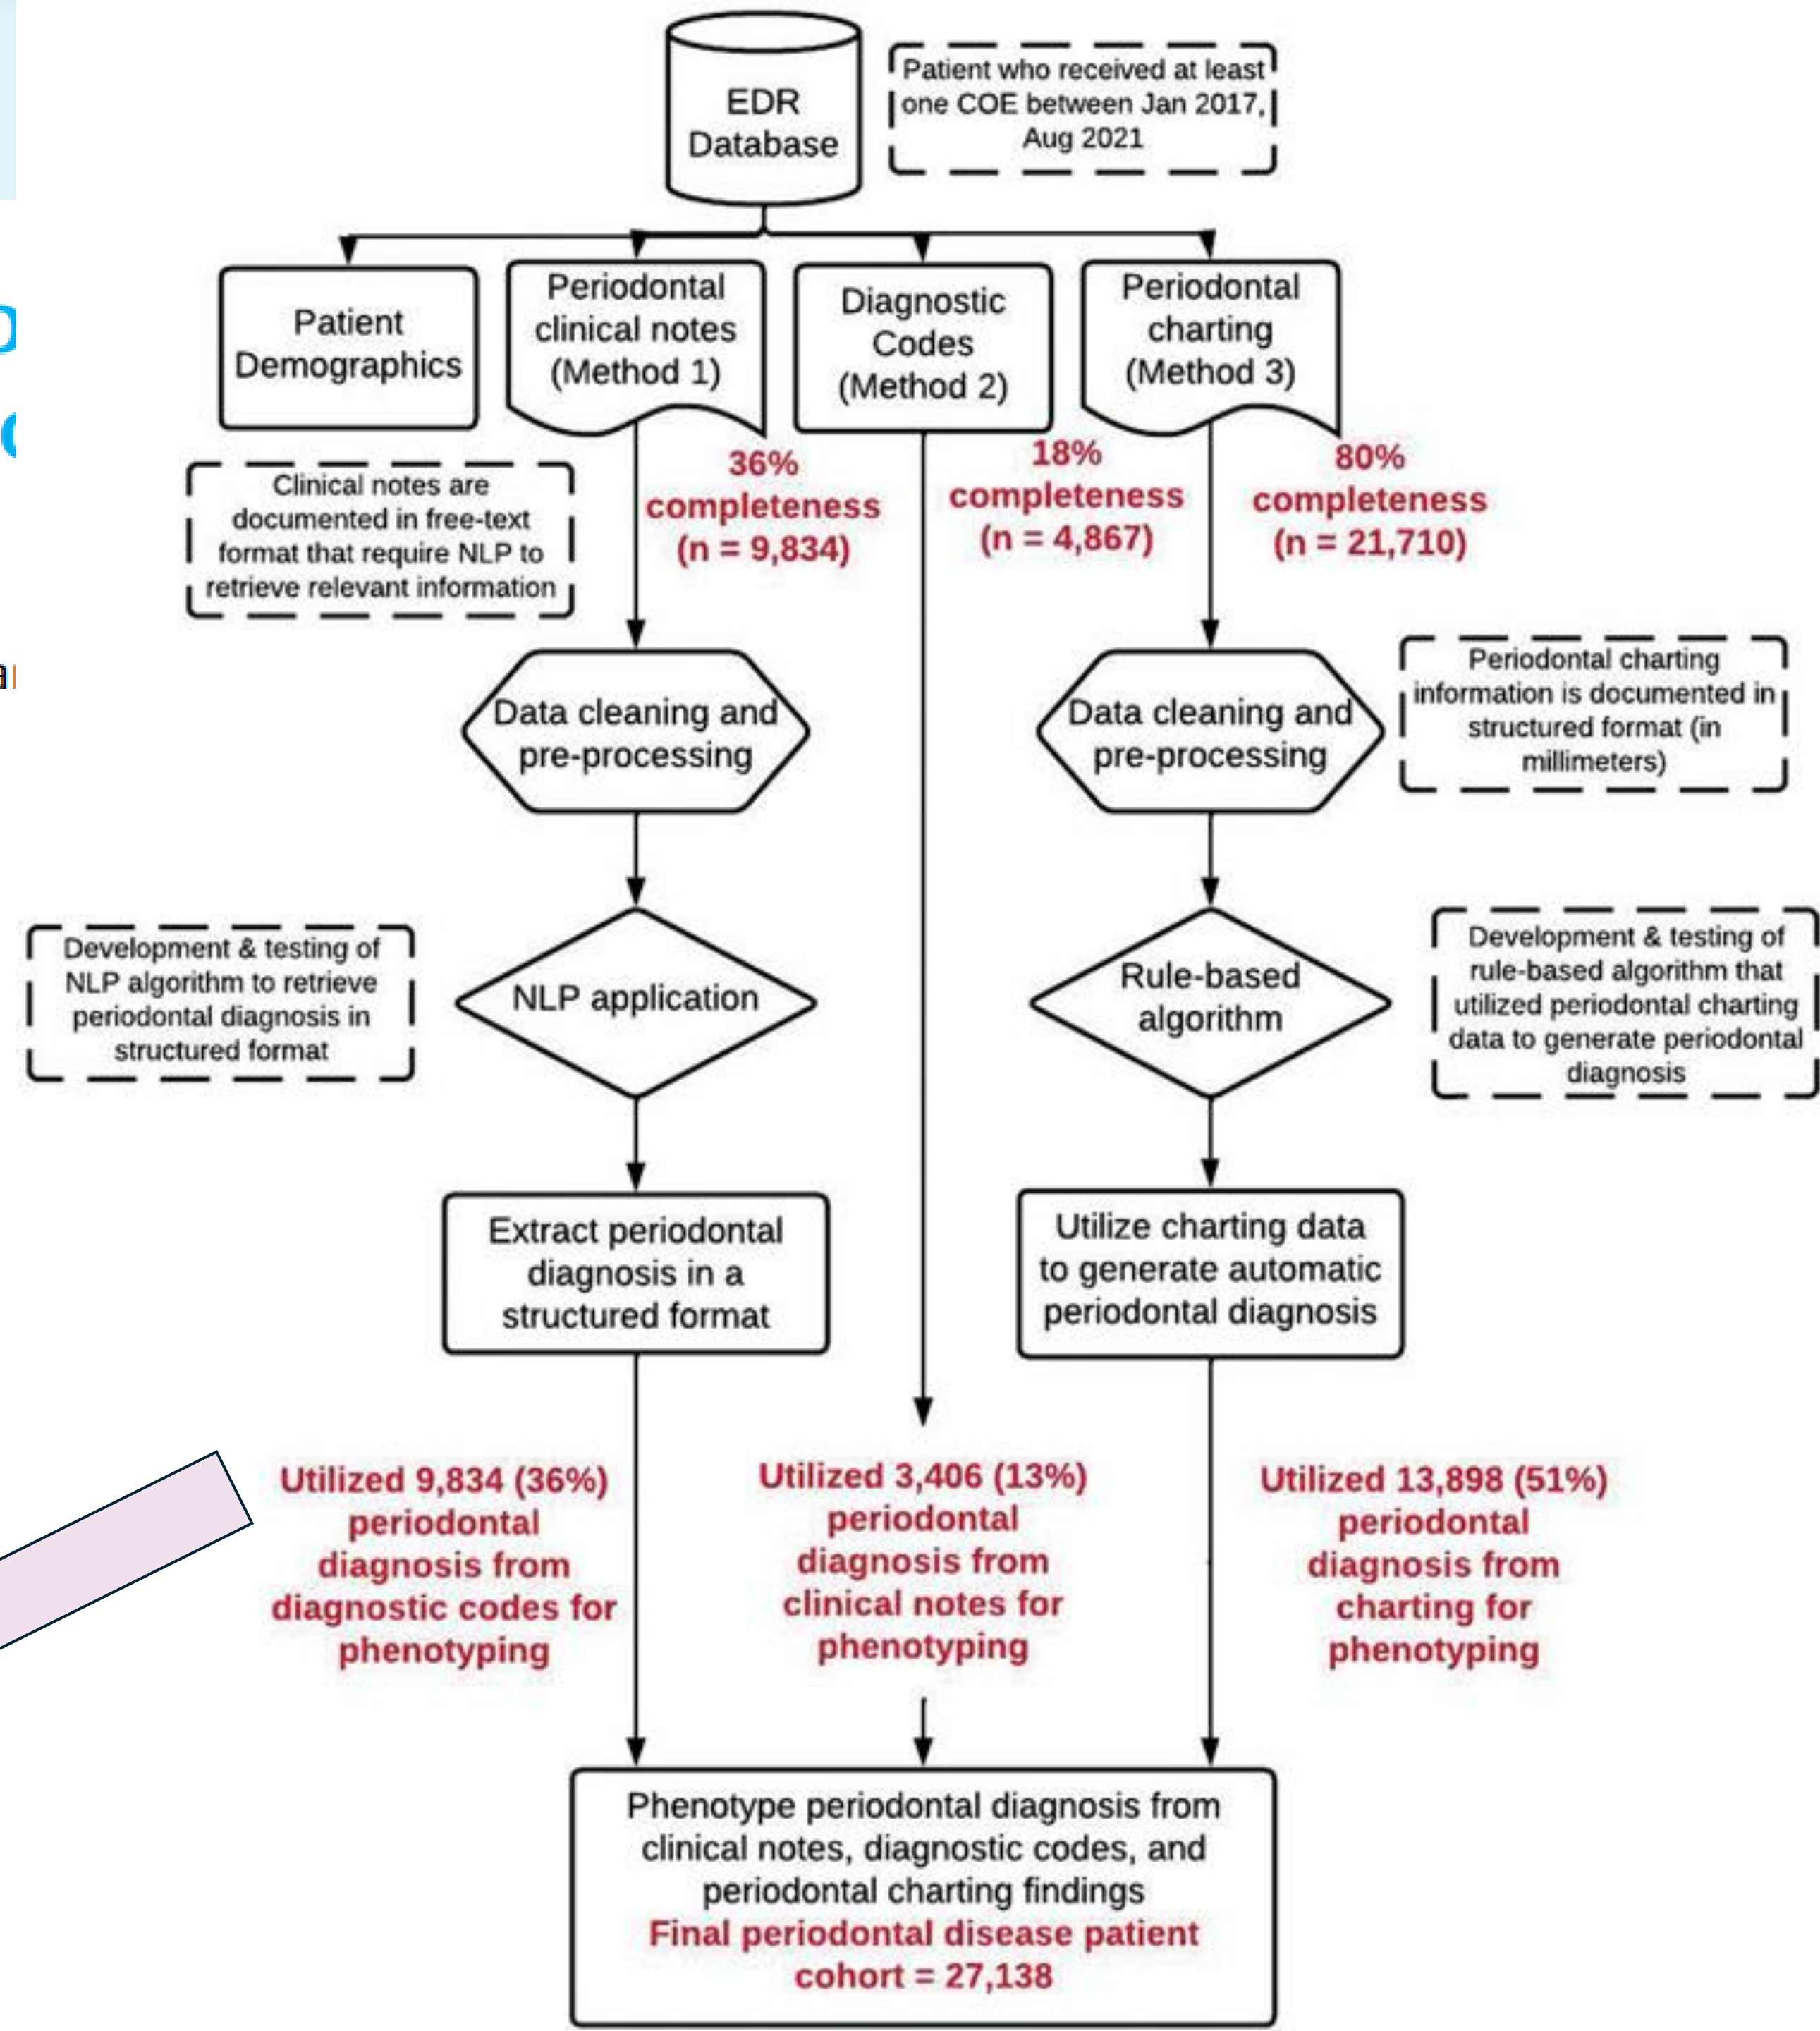 EDR
Database
Patient who received at least
one COE between Jan 2017,
Aug 2021
Patient
Demographics
Periodontal
clinical notes
(Method 1)
Diagnostic
Codes
(Method 2)
Periodontal
charting
(Method 3)
Clinical notes are
documented in free-text
format that require NLP to
retrieve relevant information
36%
completeness
(n = 9,834)
18%
completeness
(n = 4,867)
80%
completeness
(n = 21,710)
Data cleaning and
pre-processing
Data cleaning and
pre-processing
Periodontal charting
information is documented in
structured format (in
millimeters)
Development & testing of
NLP algorithm to retrieve
periodontal diagnosis in
structured format
NLP application
Rule-based
algorithm
Development & testing of
rule-based algorithm that
utilized periodontal charting
data to generate periodontal
diagnosis
Extract periodontal
diagnosis in a
structured format
Utilize charting data
to generate automatic
periodontal diagnosis
Utilized 9,834 (36%)
periodontal
diagnosis from
diagnostic codes for
phenotyping
Utilized 3,406 (13%)
periodontal
diagnosis from
clinical notes for
phenotyping
Utilized 13,898 (51%)
periodontal
diagnosis from
charting for
phenotyping
Phenotype periodontal diagnosis from
clinical notes, diagnostic codes, and
periodontal charting findings
Final periodontal disease patient
cohort = 27,138